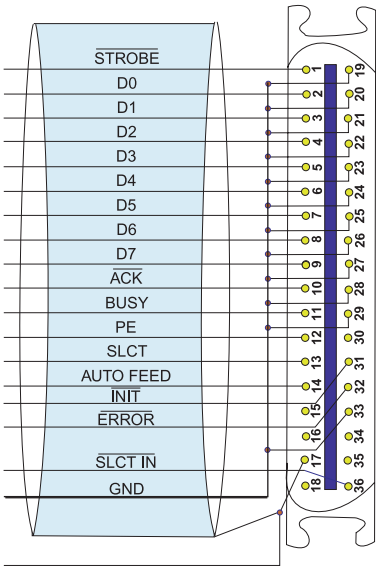 STROBE
D0
D1
D2
D3
D4
D5
D6
D7
ACK
BUSY
PE
SLCT
AUTO FEED
INIT
ERROR
SLCT IN
GND
1
2
3
4
5
6
7
8
9
10
11
12
13
14
15
16
17
18
19
20
21
22
23
24
25
26
27
28
29
30
31
32
33
34
35
36